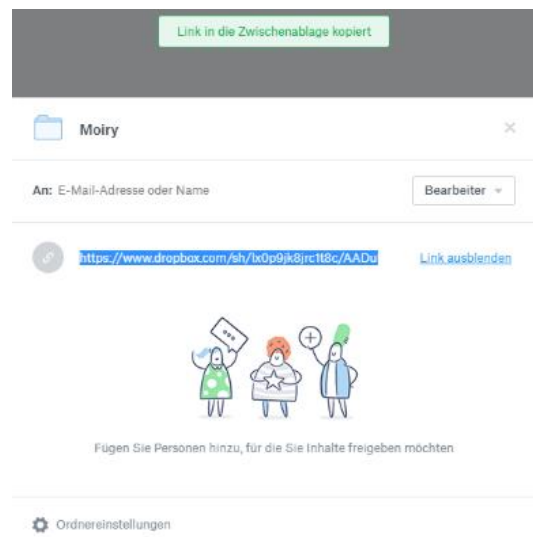 Link in die Zwischenablage kopiert
Moiry
An: E-Mail-Adresse oder Name
Bearbeiter
https://www.dropbox.com/sh/lx0p9jk8jrc1t8c/AADu
Link ausblenden
Fügen Sie Personen hinzu, für die Sie Inhalte freigeben möchten
Ordnereinstellungen